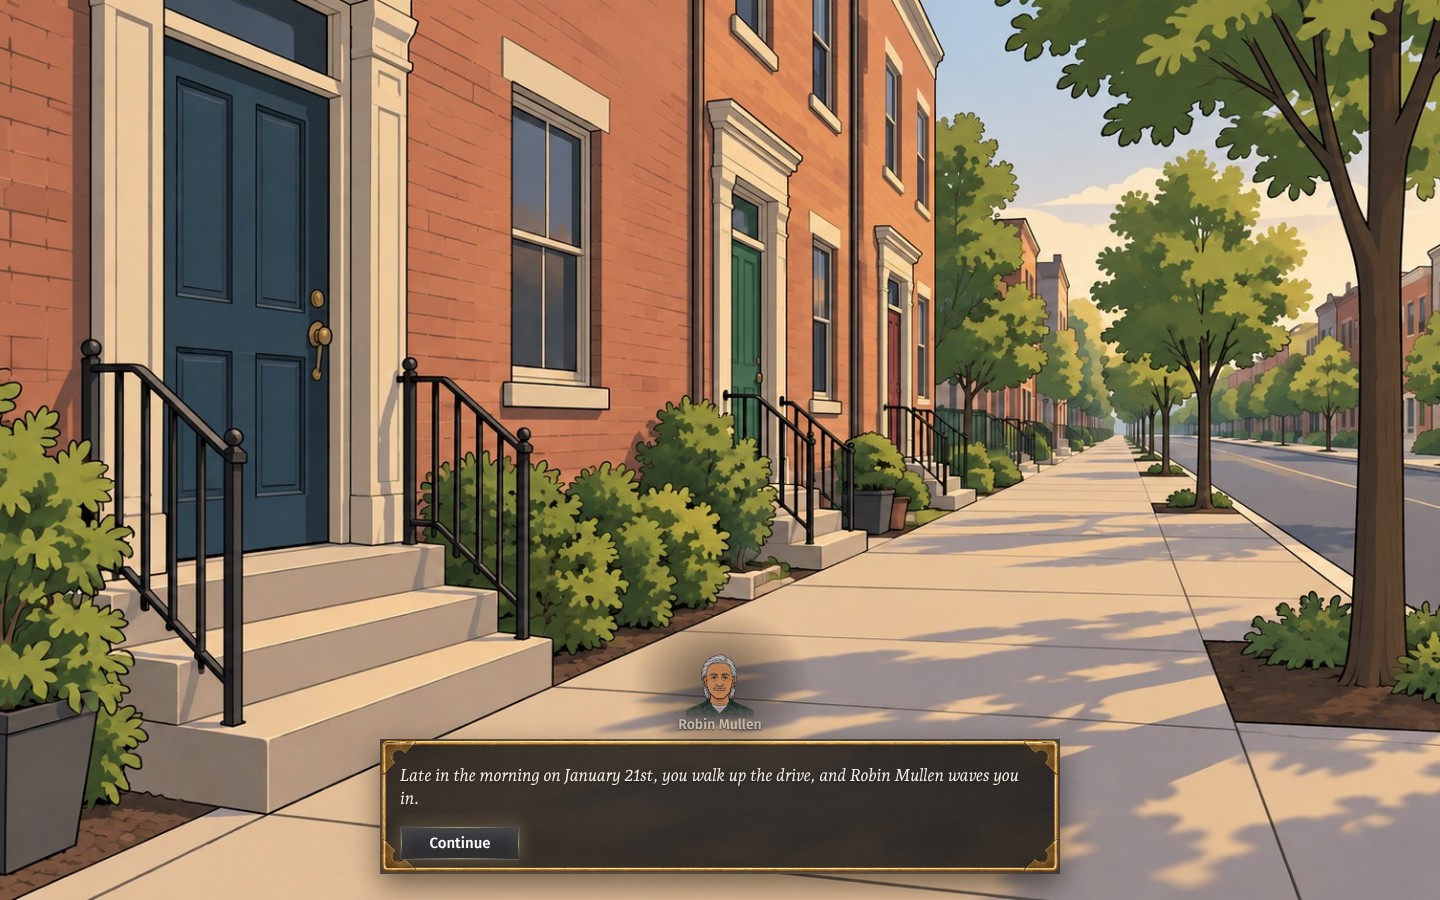 Robin Mullen
Late in the morning on January 21st, you walk up the drive, and Robin Mullen waves you
in.
Continue